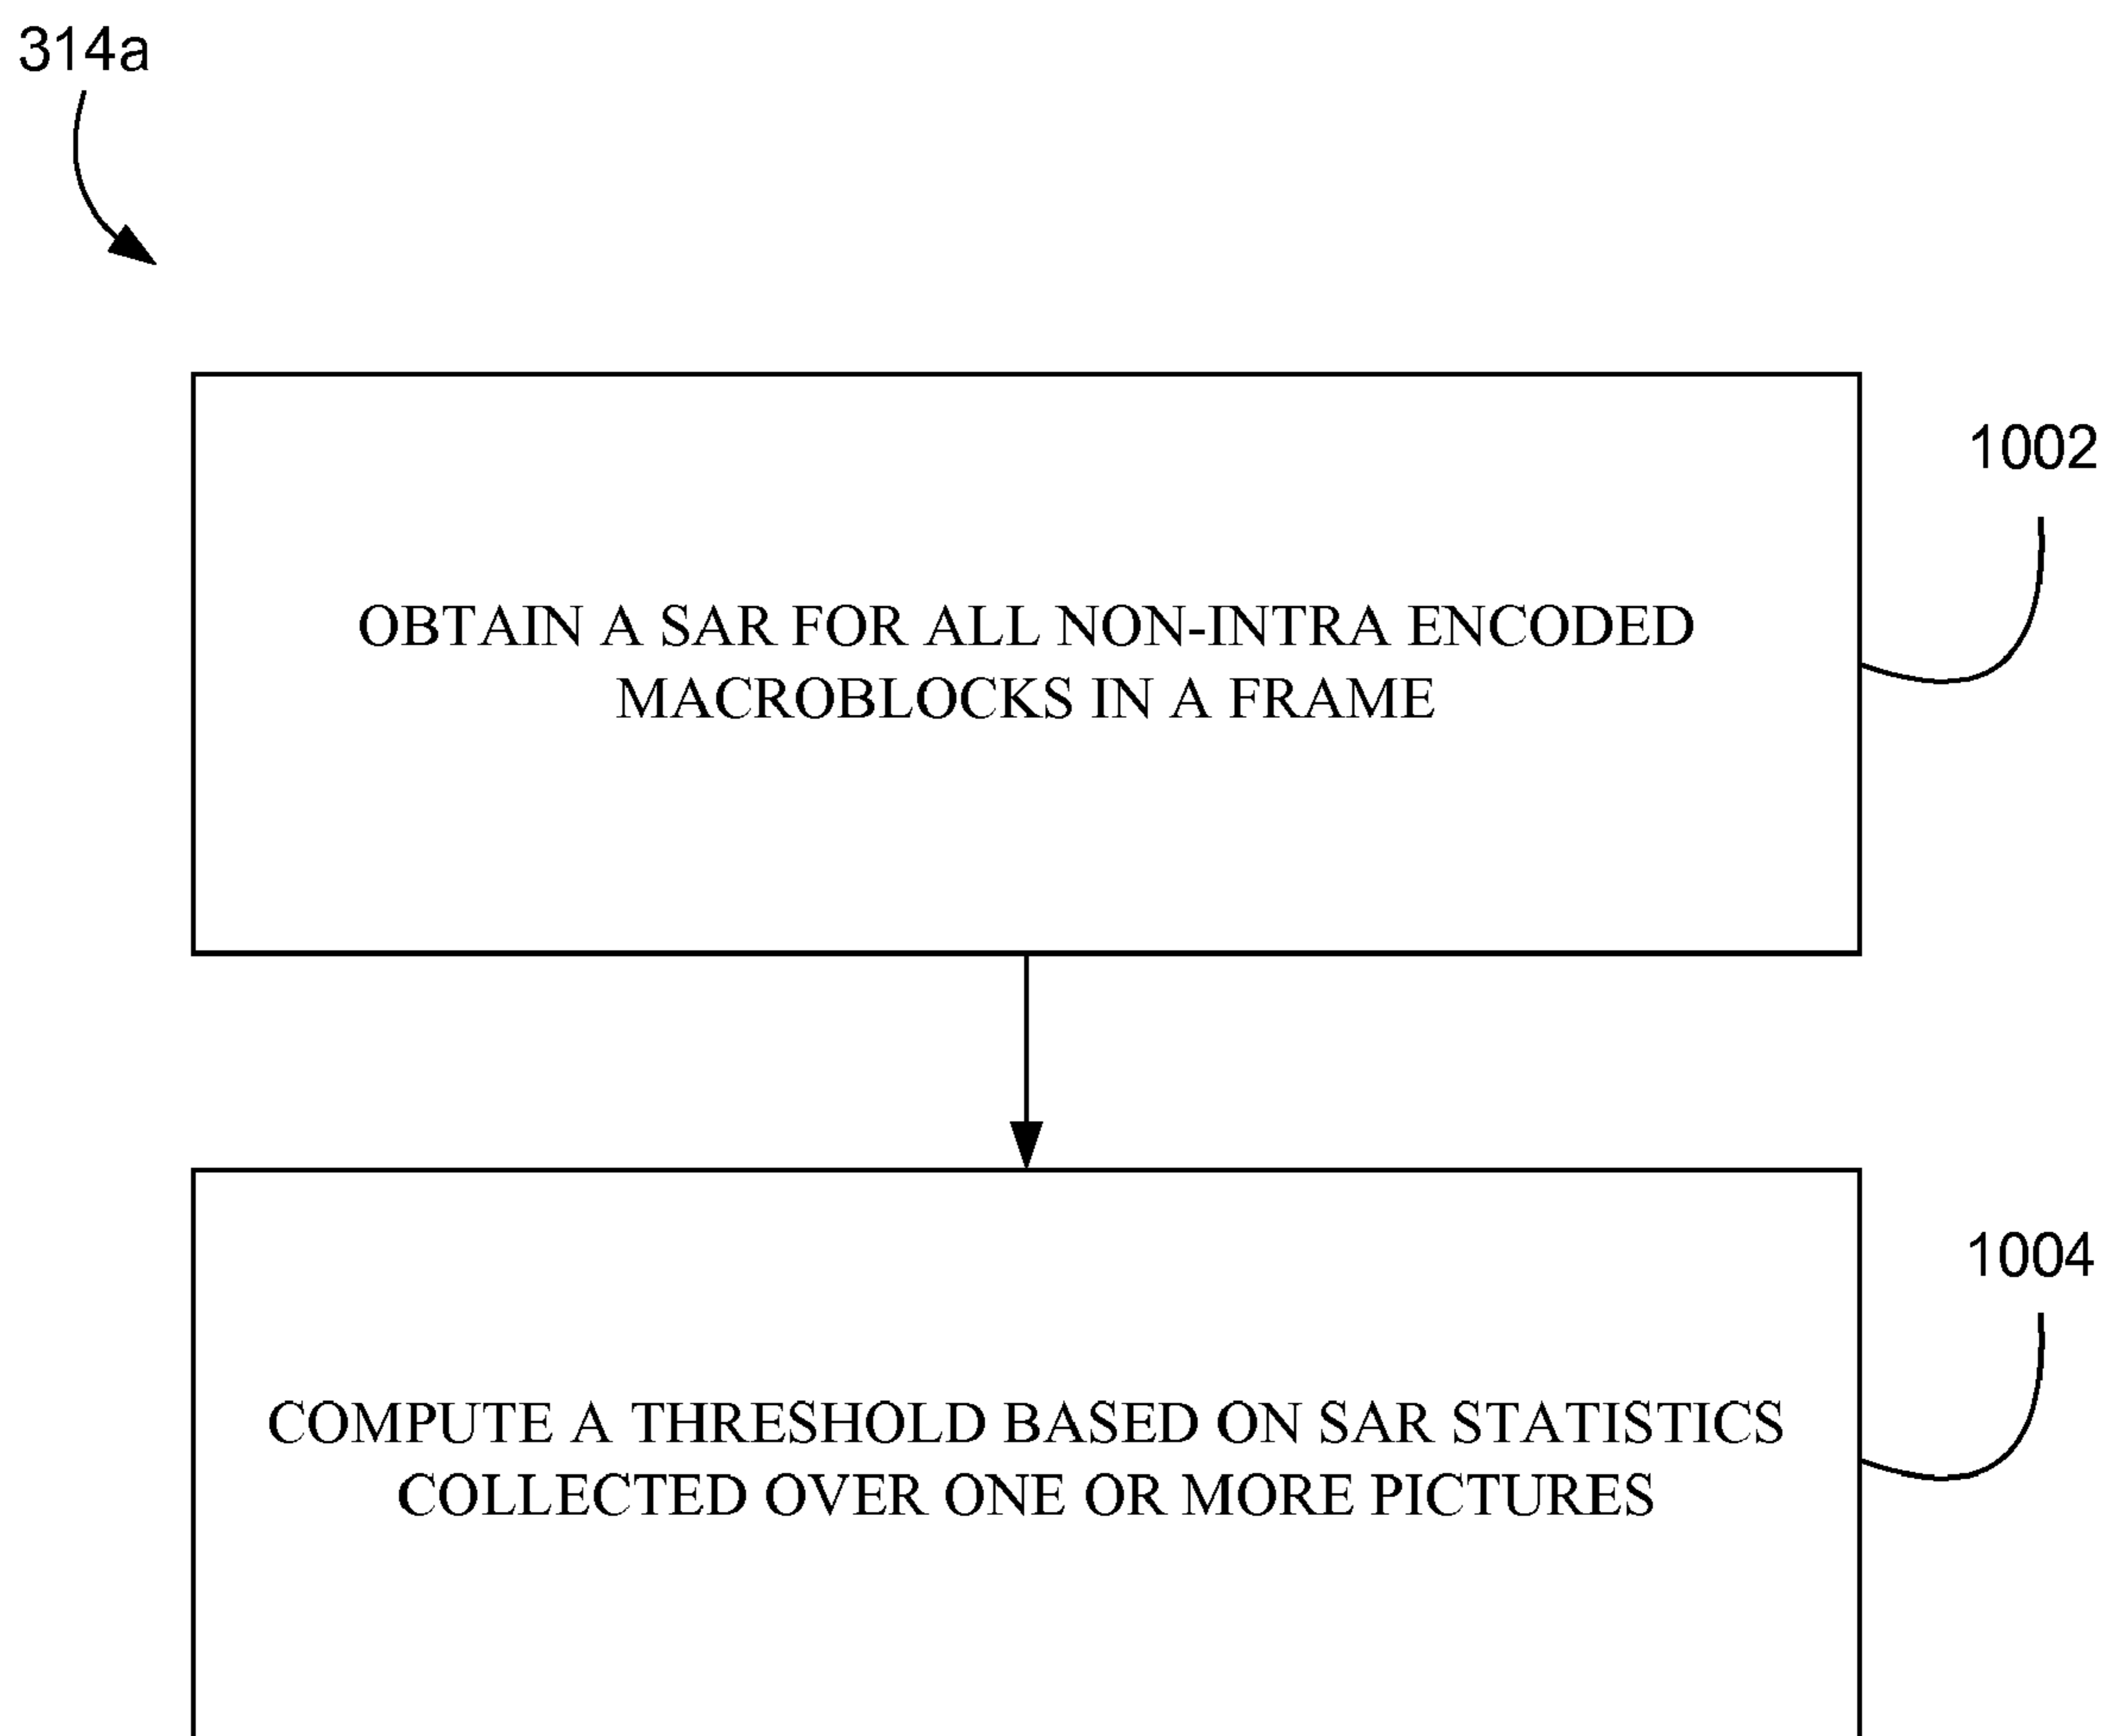 314a
1002
OBTAIN A SAR FOR ALL NON-INTRA ENCODED
MACROBLOCKS IN A FRAME
1004
COMPUTE A THRESHOLD BASED ON SAR STATISTICS
COLLECTED OVER ONE OR MORE PICTURES